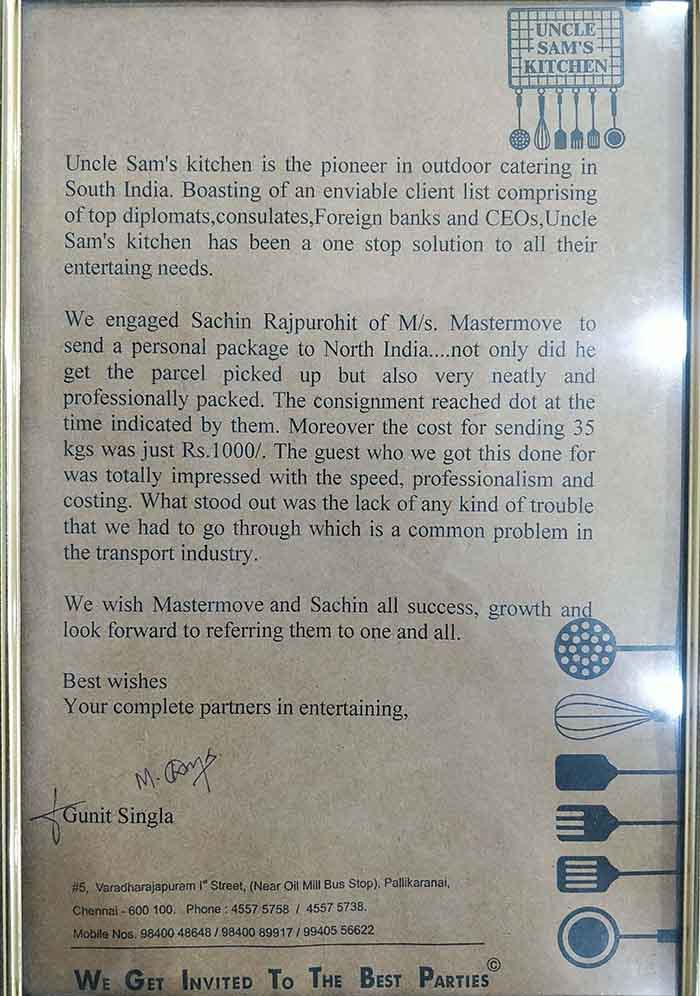 UNCLE
SAM'S
KITCHEN
Uncle Sam's kitchen is the pioneer in outdoor catering in
South India. Boasting of an enviable client list comprising
of top diplomats,consulates,Foreign banks and CEOs,Uncle
Sam's kitchen has been a one stop solution to all their
entertaing needs.
We engaged Sachin Rajpurohit of M/s. Mastermove to
send a personal package to North India....not only did he
get the parcel picked up but also very neatly and
professionally packed. The consignment reached dot at the
time indicated by them. Moreover the cost for sending 35
kgs was just Rs.1000/. The guest who we got this done for
was totally impressed with the speed, professionalism and
costing. What stood out was the lack of any kind of trouble
that we had to go through which is a common problem in
the transport industry.
We wish Mastermove and Sachin all success, growth and
look forward to referring them to one and all.
Best wishes
Your complete partners in entertaining,
M.
Gunit Singla
#5, Varadharajapuram Ist Street, (Near Oil Mill Bus Stop), Pallikaranai,
Chennai - 600 100. Phone : 4557 5758 / 4557 5738.
Mobile Nos. 98400 48648 / 98400 89917 / 99405 56622
WE GET INVITED TO THE BEST PARTIES©